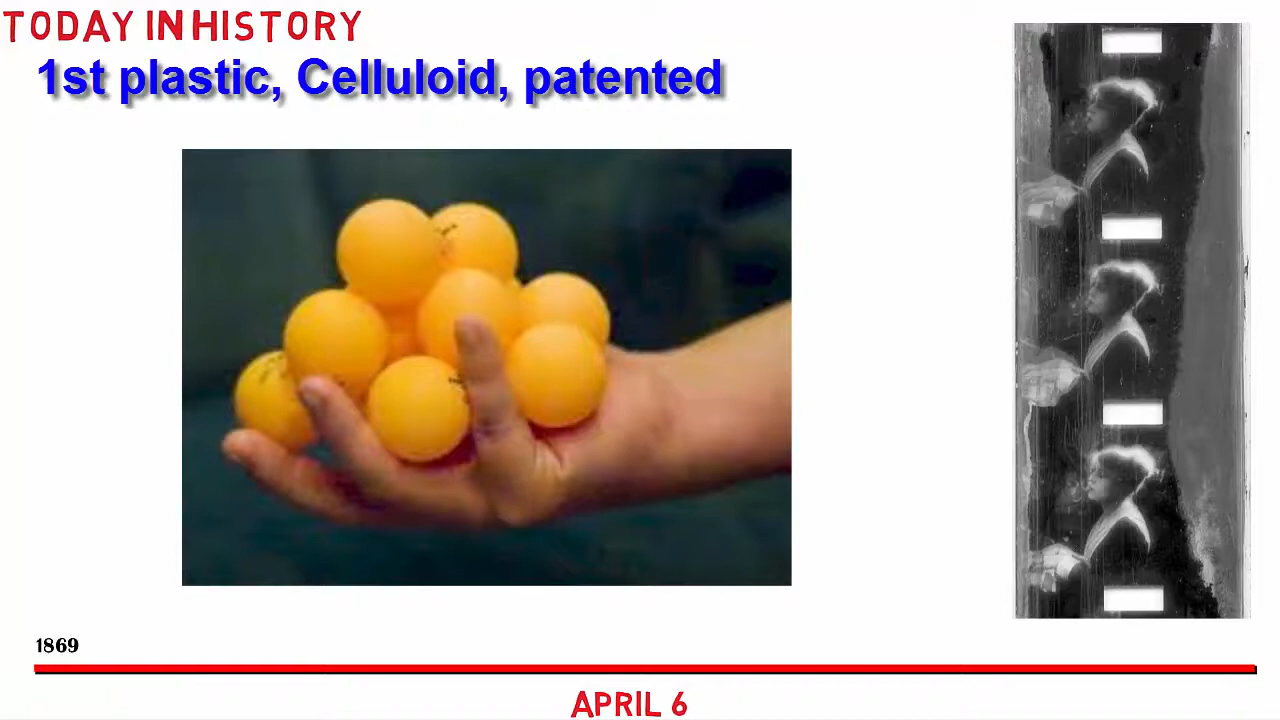 TODAY IN HISTORY
1st plastic, Celluloid, patented
1869
APRIL 6